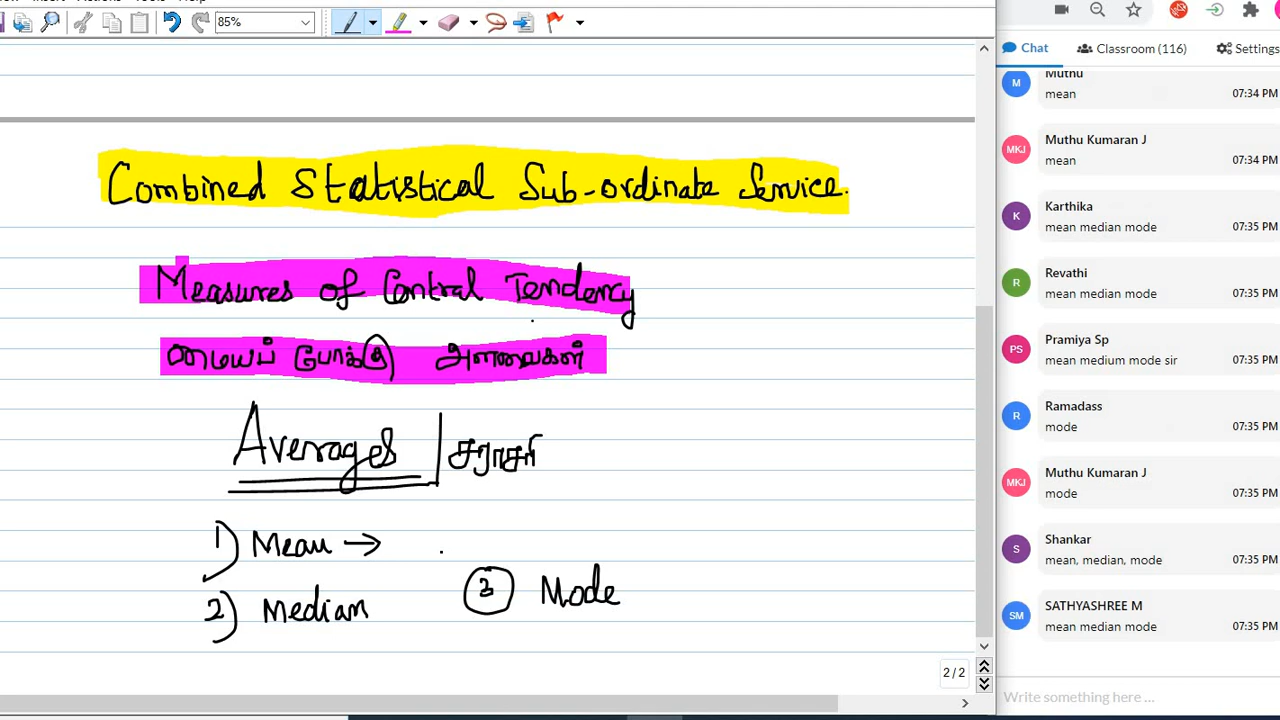 85%
Combined Statistical Sub-ordinate Service.
Measures of Central Tendency
மையப் போக்கு அளவைகள்
Averages | சராசரி
1) Mean →
2) Median
3 Mode
2 / 2
Chat
Classroom (116)
Settings
M
Muthu
mean
07:34 PM
MKJ
Muthu Kumaran J
mean
07:34 PM
K
Karthika
mean median mode
07:35 PM
R
Revathi
mean median mode
07:35 PM
PS
Pramiya Sp
mean medium mode sir
07:35 PM
R
Ramadass
mode
07:35 PM
MKJ
Muthu Kumaran J
mode
07:35 PM
S
Shankar
mean, median, mode
07:35 PM
SM
SATHYASHREE M
mean median mode
07:35 PM
Write something here ...